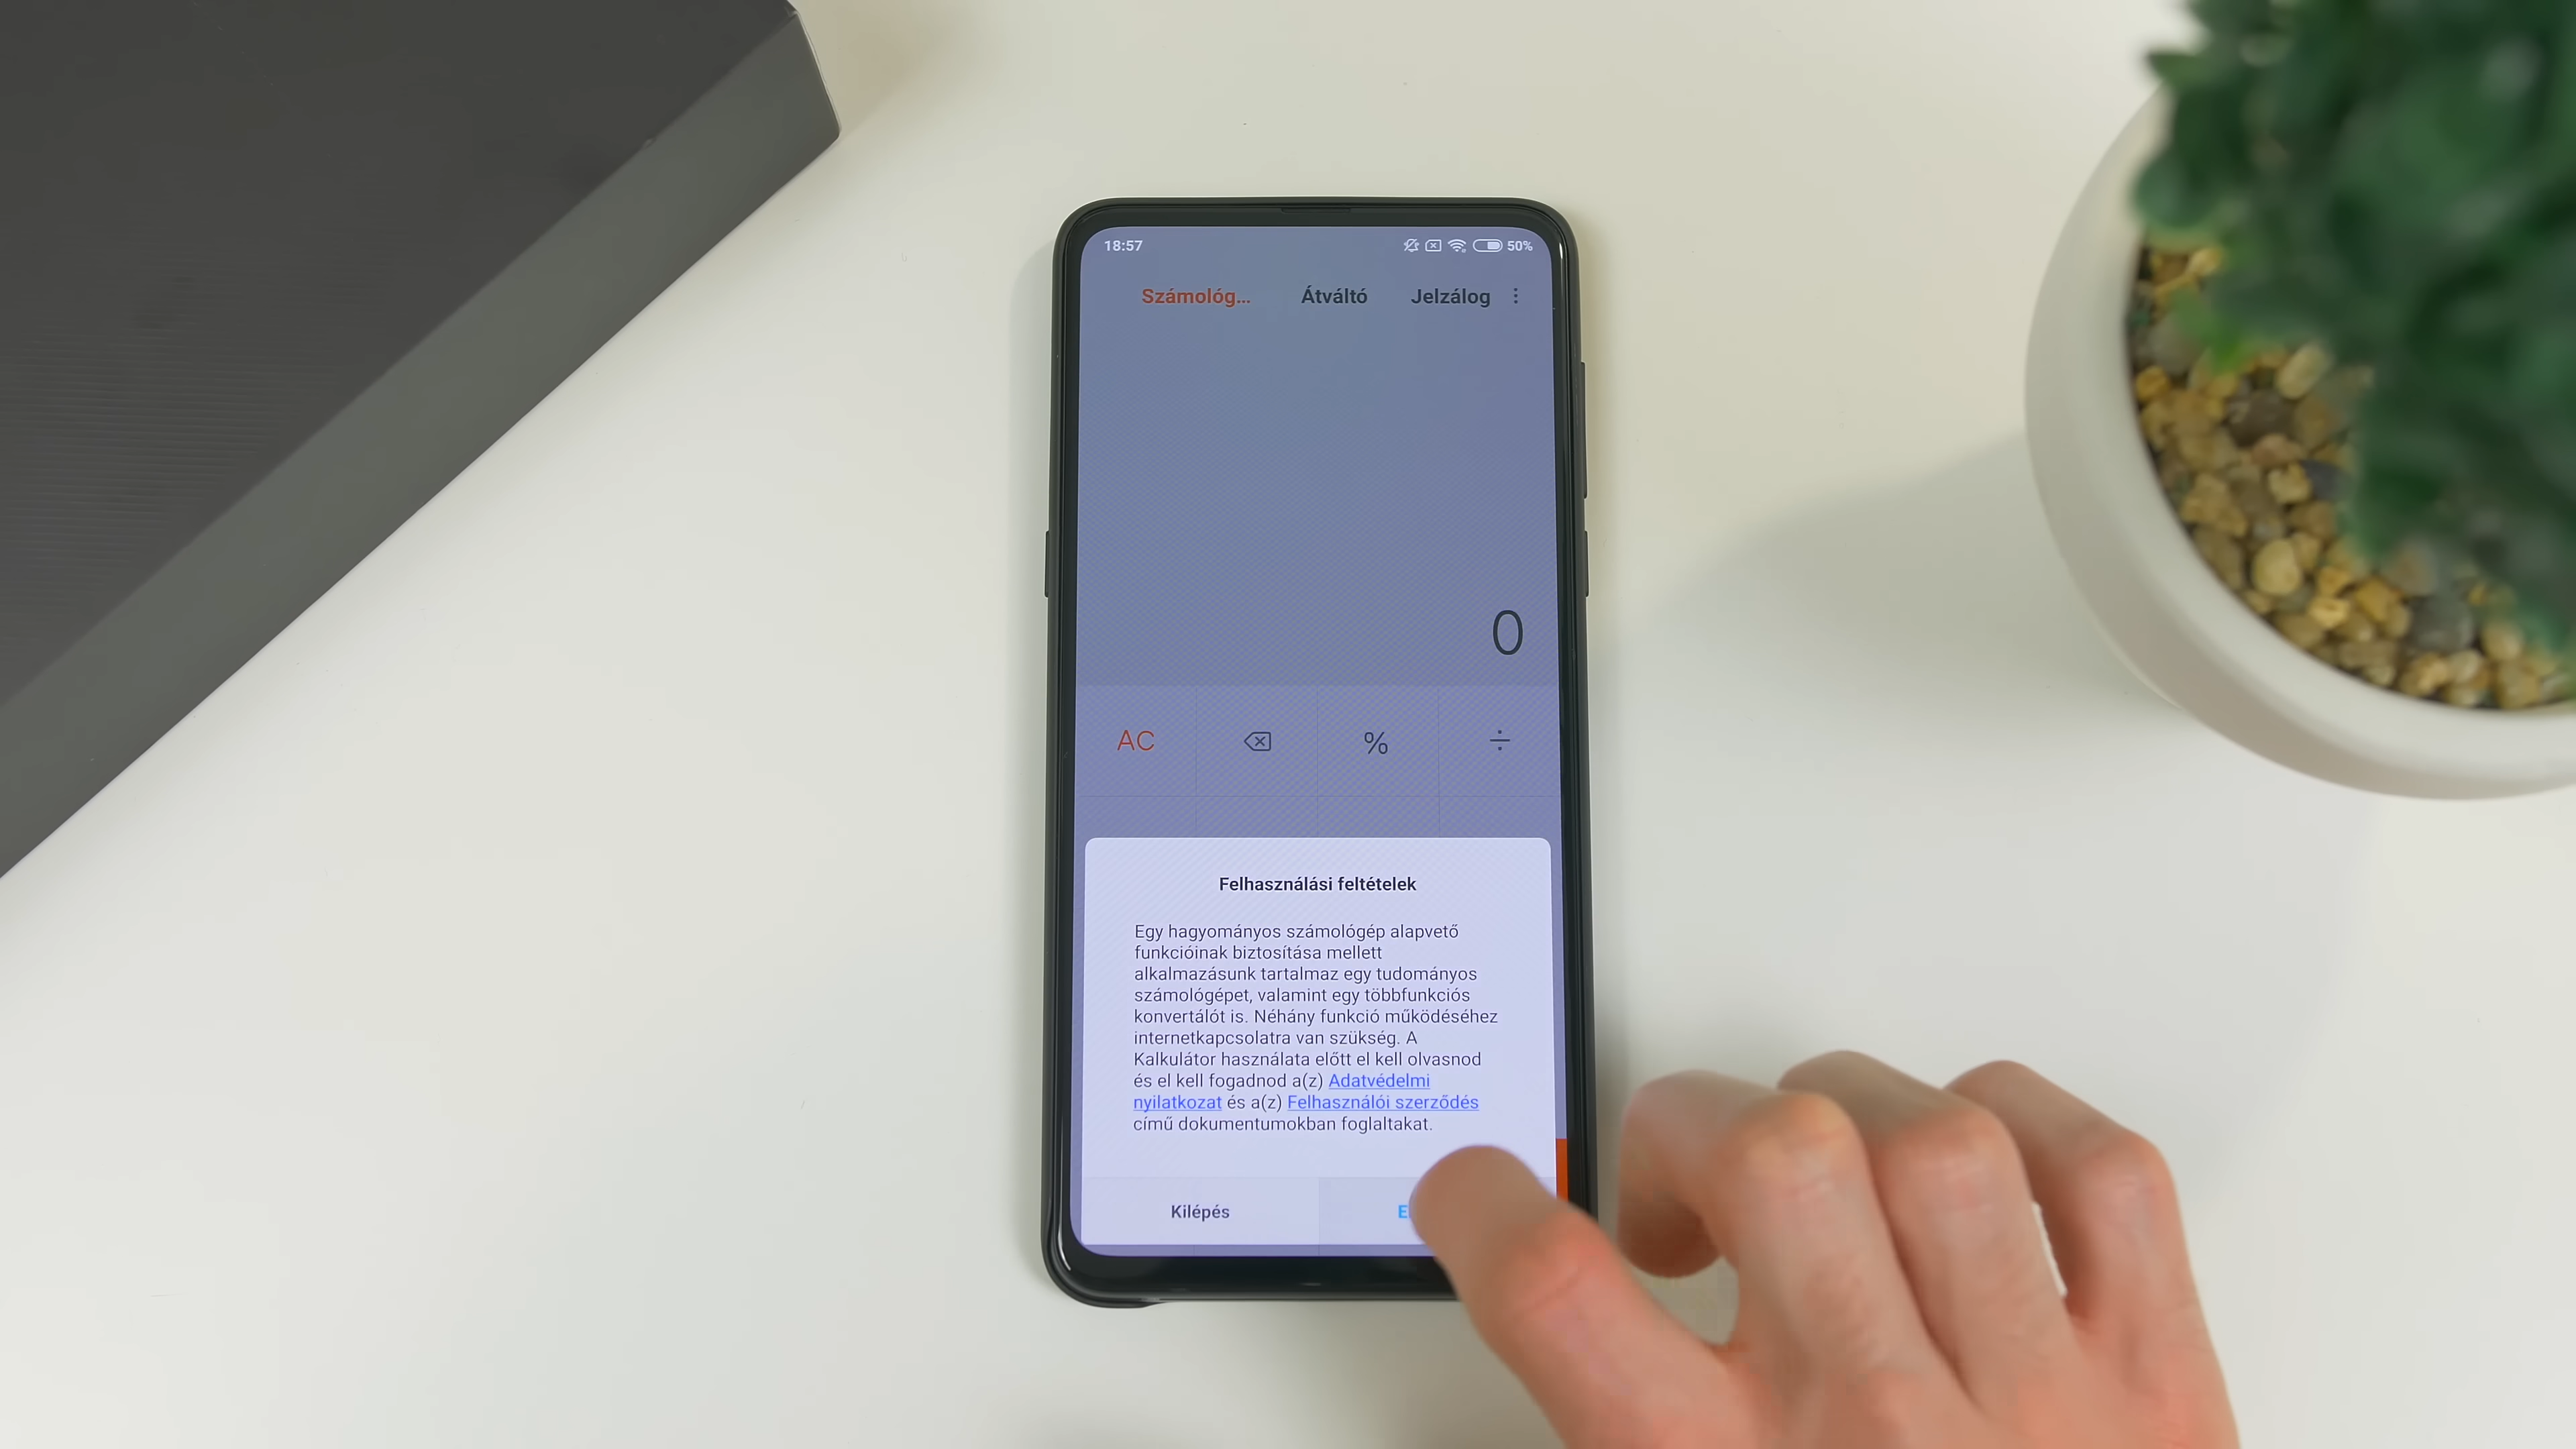 18:57 50%
Számológ... Átváltó Jelzálog
0
AC % ÷
Felhasználási feltételek
Egy hagyományos számológép alapvető
funkcióinak biztosítása mellett
alkalmazásunk tartalmaz egy tudományos
számológépet, valamint egy többfunkciós
konvertálót is. Néhány funkció működéséhez
internetkapcsolatra van szükség. A
Kalkulátor használata előtt el kell olvasnod
és el kell fogadnod a(z) Adatvédelmi
nyilatkozat és a(z) Felhasználói szerződés
című dokumentumokban foglaltakat.
Kilépés